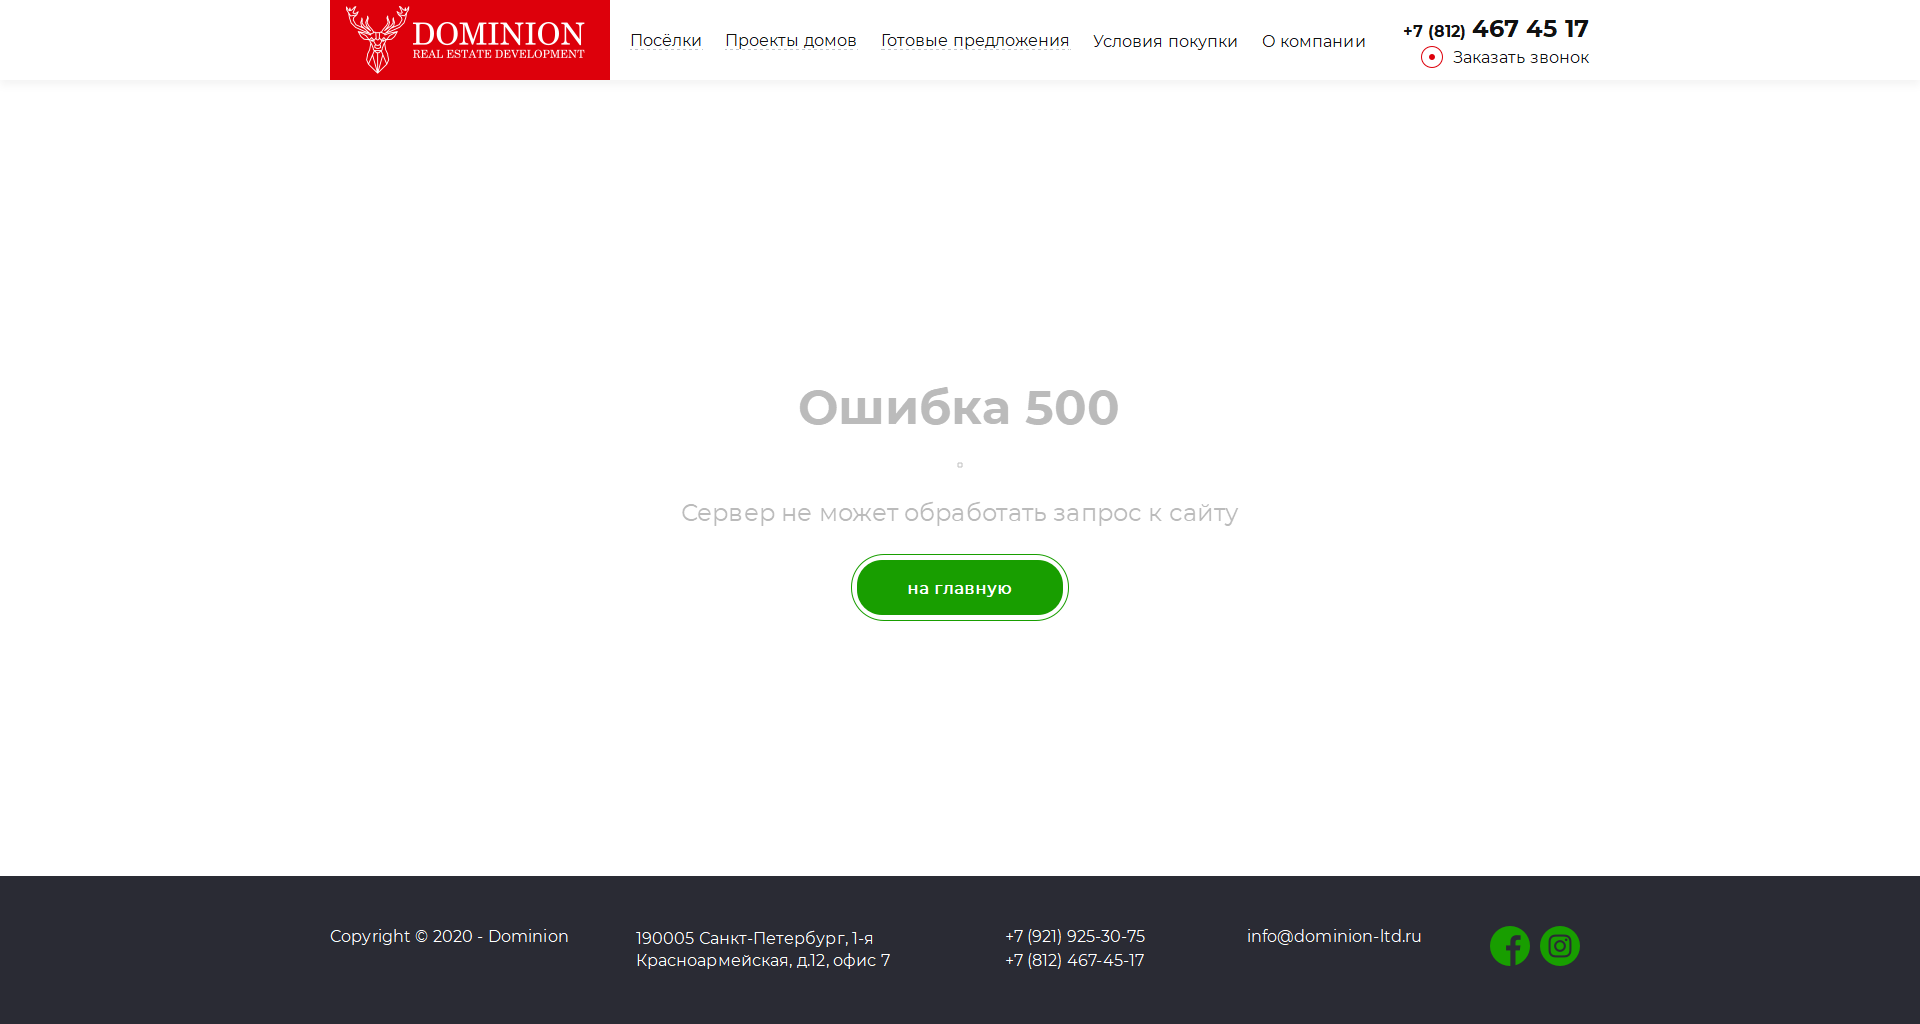 DOMINION
REAL ESTATE DEVELOPMENT
Посёлки
Проекты домов
Готовые предложения
Условия покупки
О компании
+7 (812) 467 45 17
Заказать звонок
Ошибка 500
Сервер не может обработать запрос к сайту
на главную
Copyright © 2020 - Dominion
190005 Санкт-Петербург, 1-я
Красноармейская, д.12, офис 7
+7 (921) 925-30-75
+7 (812) 467-45-17
info@dominion-ltd.ru